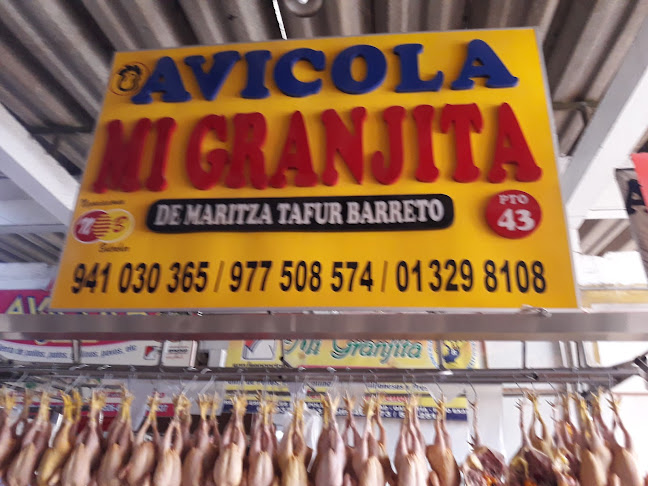 AVICOLA
MI GRANJITA
DE MARITZA TAFUR BARRETO
PTO
43
941 030 365 / 977 508 574 / 01 329 8108
Mi Granjita